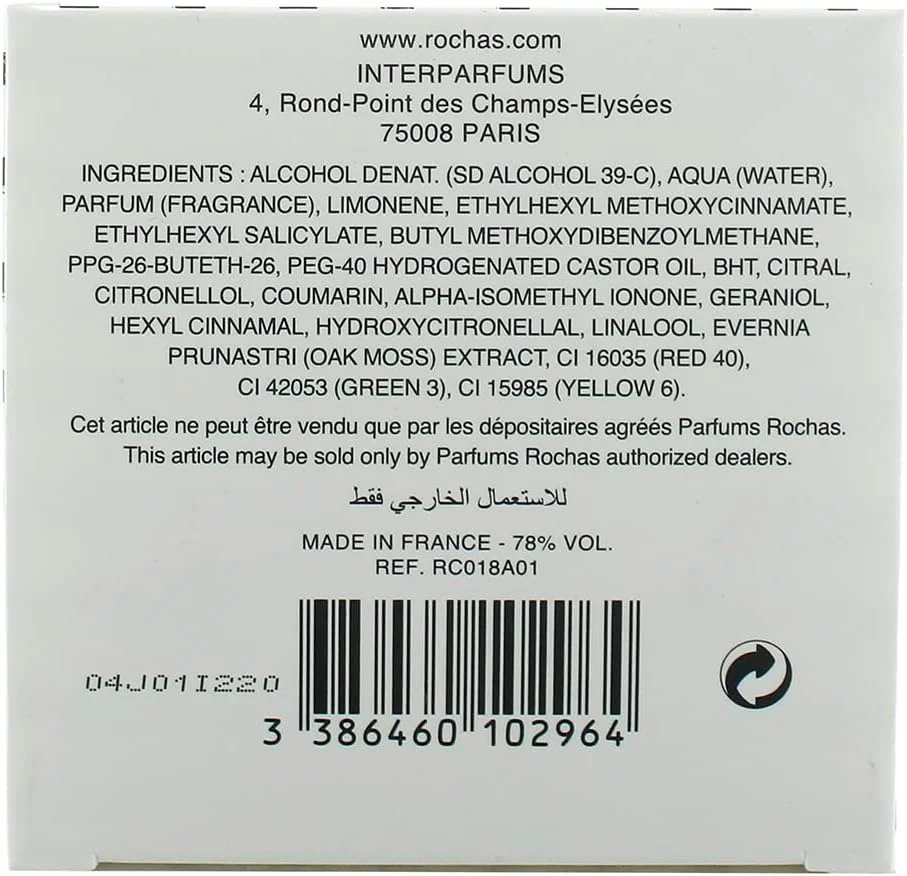 www.rochas.com
INTERPARFUMS
4, Rond-Point des Champs-Elysées
75008 PARIS
INGREDIENTS : ALCOHOL DENAT. (SD ALCOHOL 39-C), AQUA (WATER),
PARFUM (FRAGRANCE), LIMONENE, ETHYLHEXYL METHOXYCINNAMATE,
ETHYLHEXYL SALICYLATE, BUTYL METHOXYDIBENZOYLMETHANE,
PPG-26-BUTETH-26, PEG-40 HYDROGENATED CASTOR OIL, BHT, CITRAL,
CITRONELLOL, COUMARIN, ALPHA-ISOMETHYL IONONE, GERANIOL,
HEXYL CINNAMAL, HYDROXYCITRONELLAL, LINALOOL, EVERNIA
PRUNASTRI (OAK MOSS) EXTRACT, CI 16035 (RED 40),
CI 42053 (GREEN 3), CI 15985 (YELLOW 6).
Cet article ne peut être vendu que par les dépositaires agréés Parfums Rochas.
This article may be sold only by Parfums Rochas authorized dealers.
للاستعمال الخارجي فقط
MADE IN FRANCE - 78% VOL.
REF. RC018A01
04J01I220
3 386460 102964